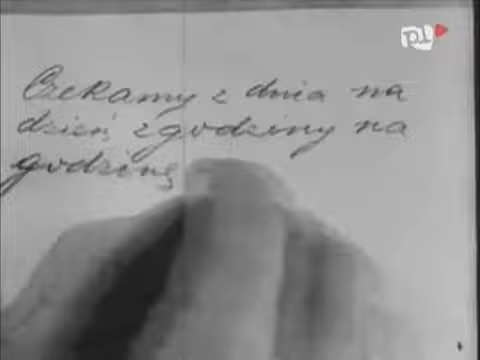 Czekamy z dnia na
dzień, z godziny na
godzinę